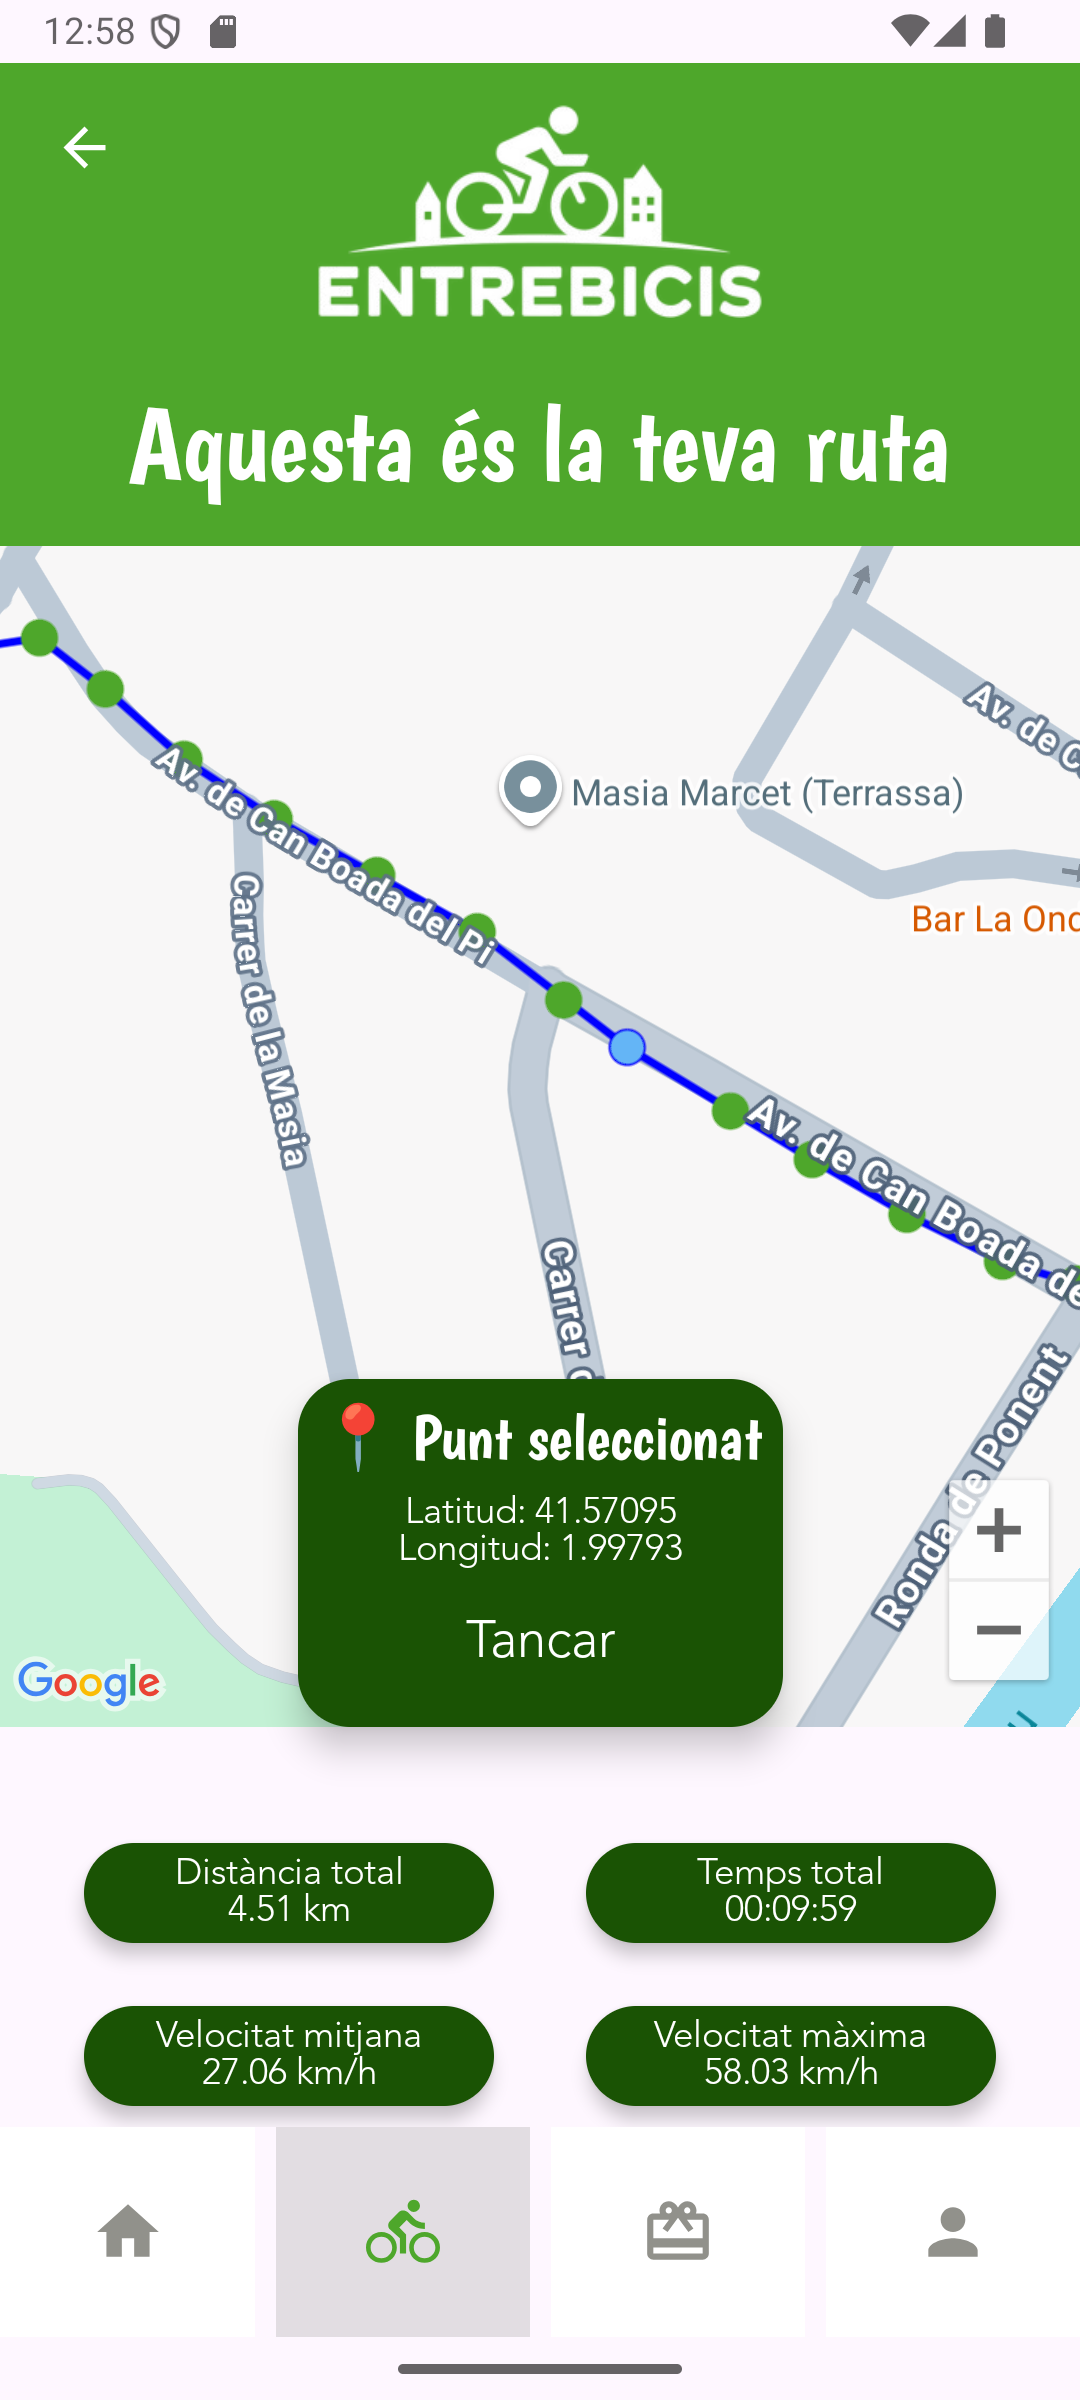 12:58
ENTREBICIS
Aquesta és la teva ruta
Av. de C
Masia Marcet (Terrassa)
Av. de Can Boada del Pi
Carrer de la Masia
Bar La Ond
Av. de Can Boada de
Carrer d
Ronda de Ponent
Punt seleccionat
Latitud: 41.57095
Longitud: 1.99793
Tancar
Google
Distància total
4.51 km
Temps total
00:09:59
Velocitat mitjana
27.06 km/h
Velocitat màxima
58.03 km/h